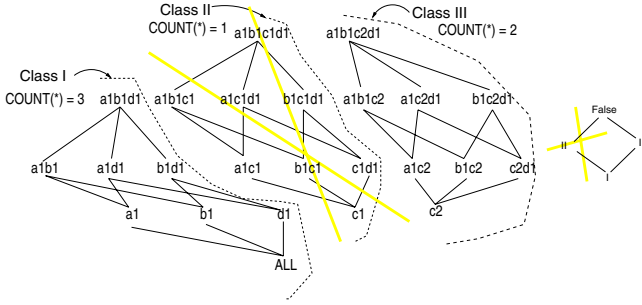 Class II
COUNT(*) = 1
Class III
COUNT(*) = 2
a1b1c1d1
a1b1c2d1
Class I
COUNT(*) = 3
a1b1d1
a1b1c1
a1c1d1
b1c1d1
a1b1c2
a1c2d1
b1c2d1
False
II
I
I
a1b1
a1d1
b1d1
a1c1
b1c1
c1d1
a1c2
b1c2
c2d1
a1
b1
d1
c1
c2
ALL